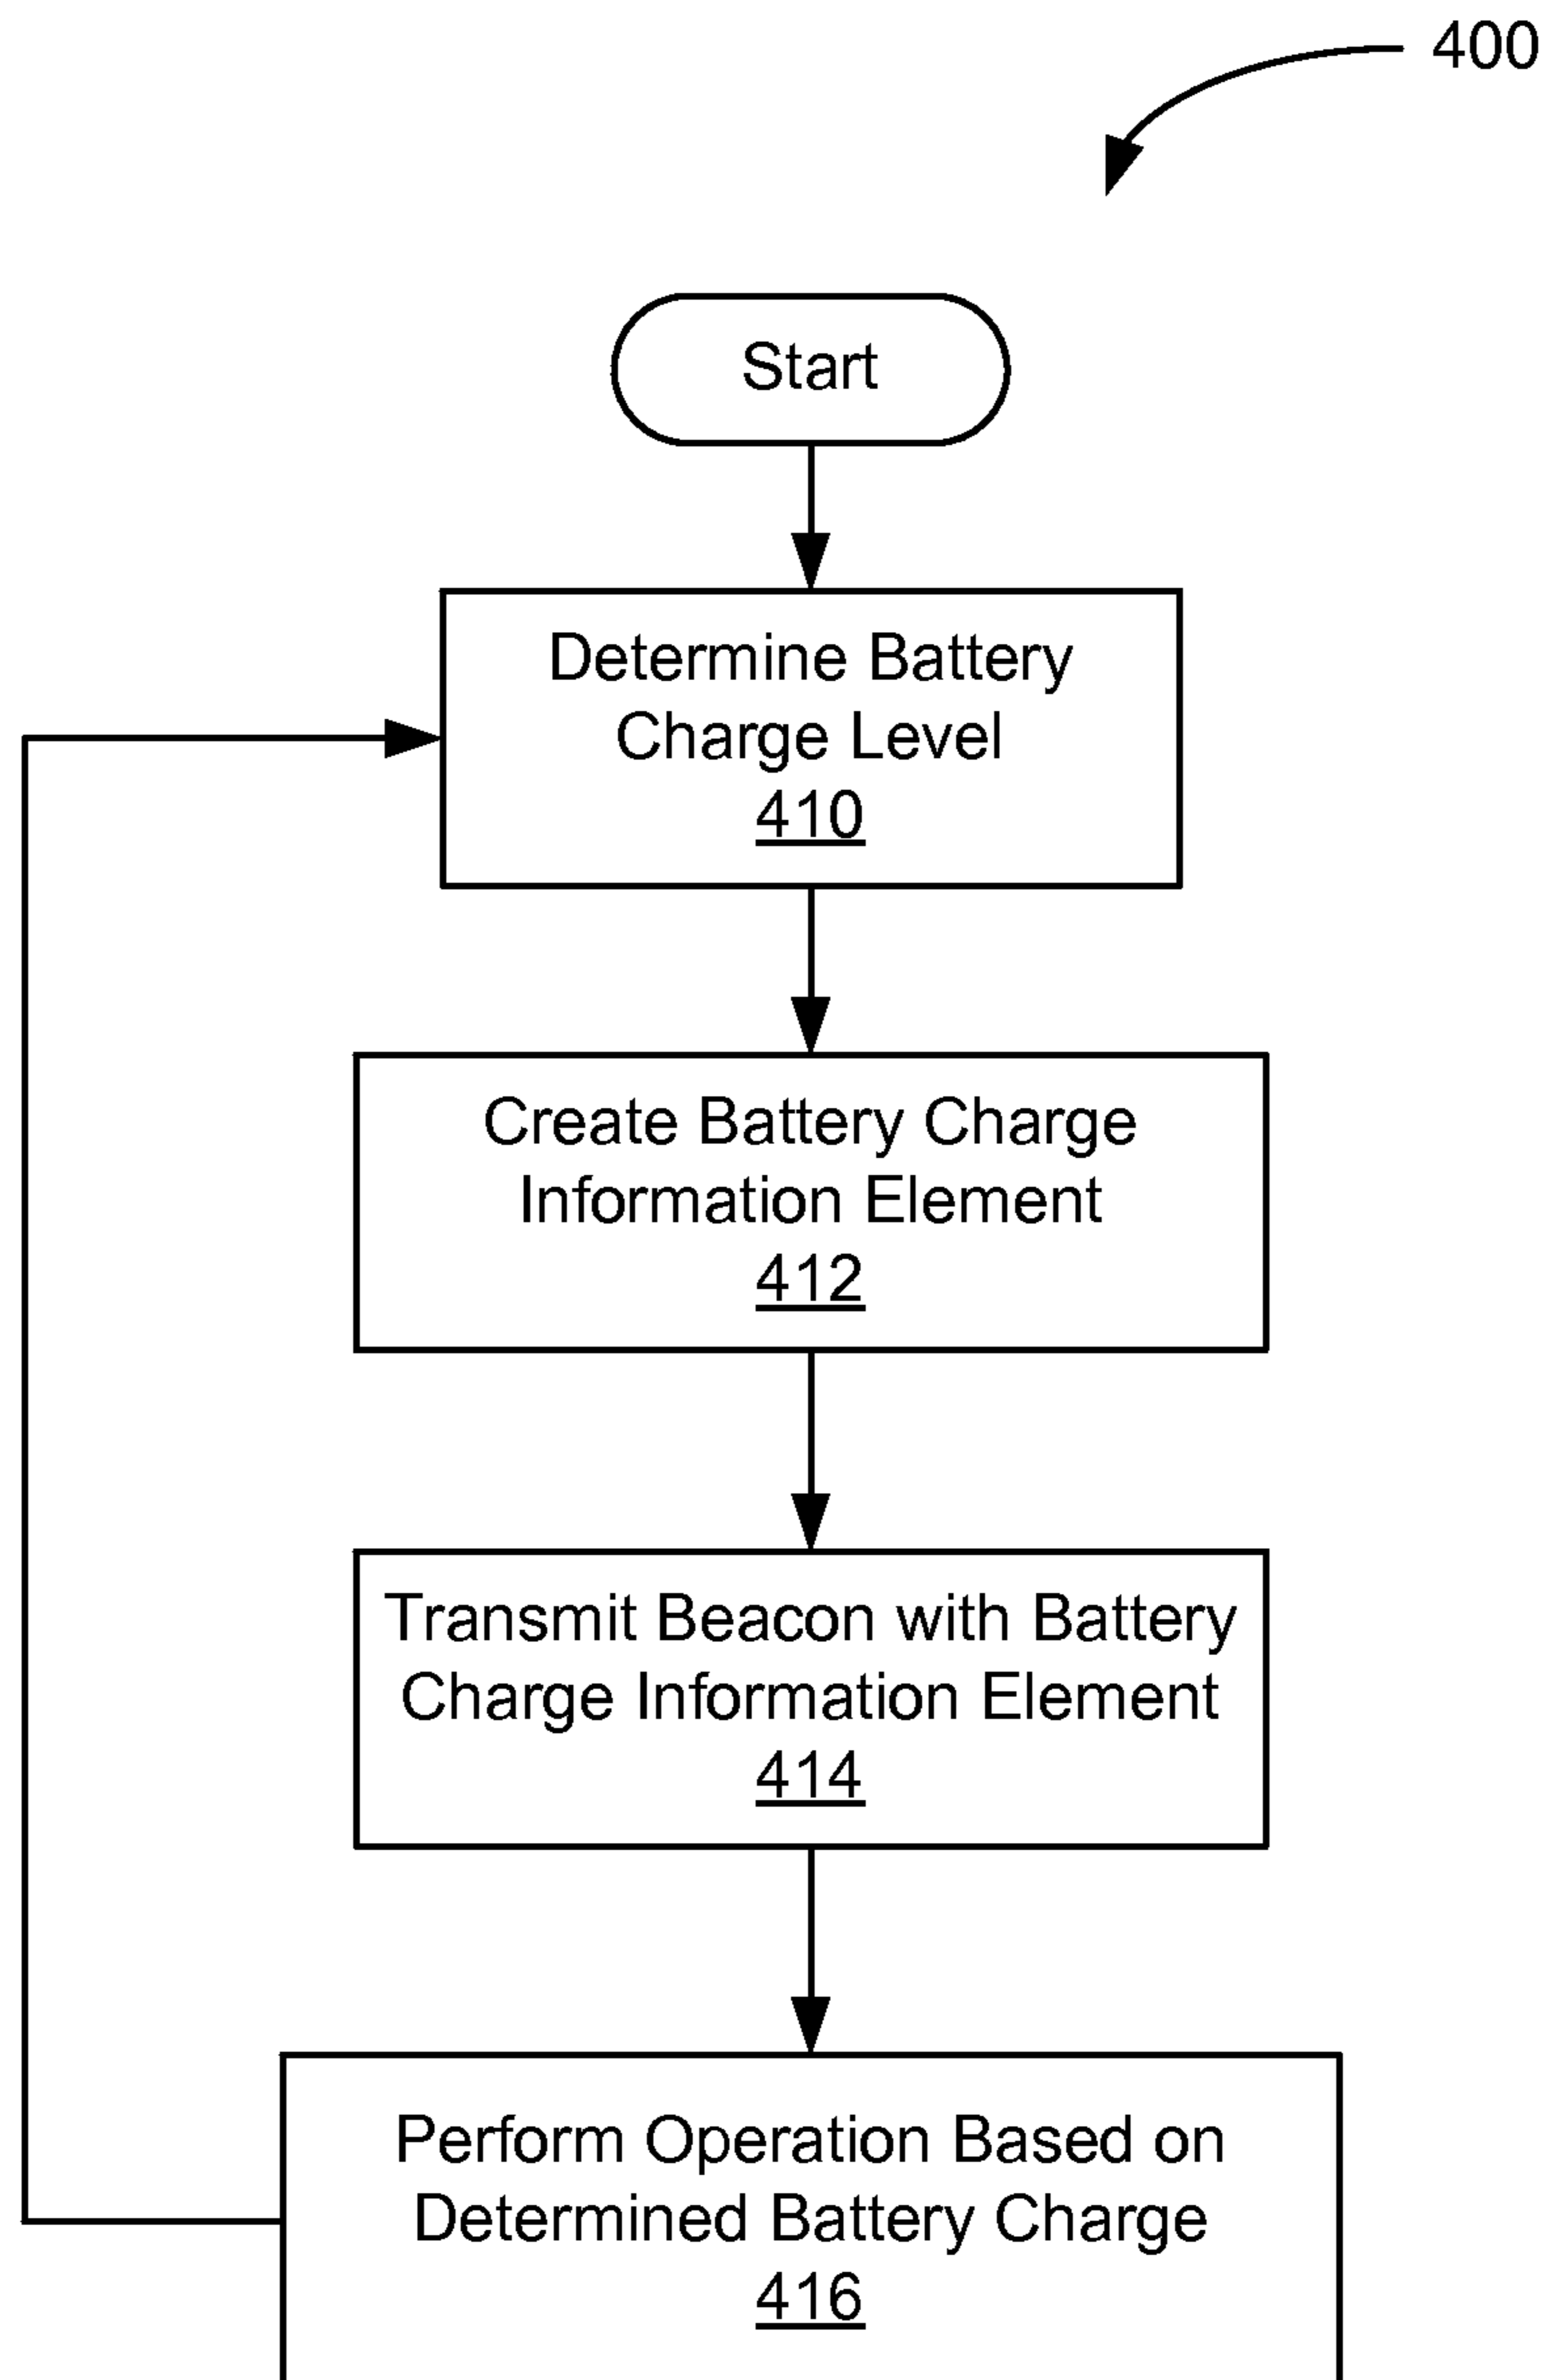 400
Start
Determine Battery
Charge Level
410
Create Battery Charge
Information Element
412
Transmit Beacon with Battery
Charge Information Element
414
Perform Operation Based on
Determined Battery Charge
416